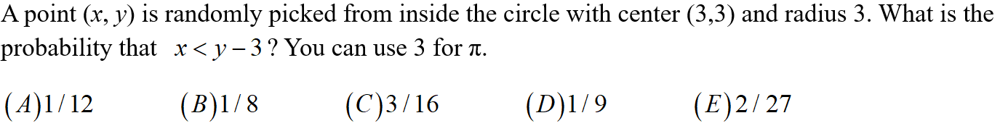 A point (x, y) is randomly picked from inside the circle with center (3,3) and radius 3. What is the
probability that x < y − 3 ? You can use 3 for π.
(A)1/12 (B)1/8 (C)3/16 (D)1/9 (E)2/27